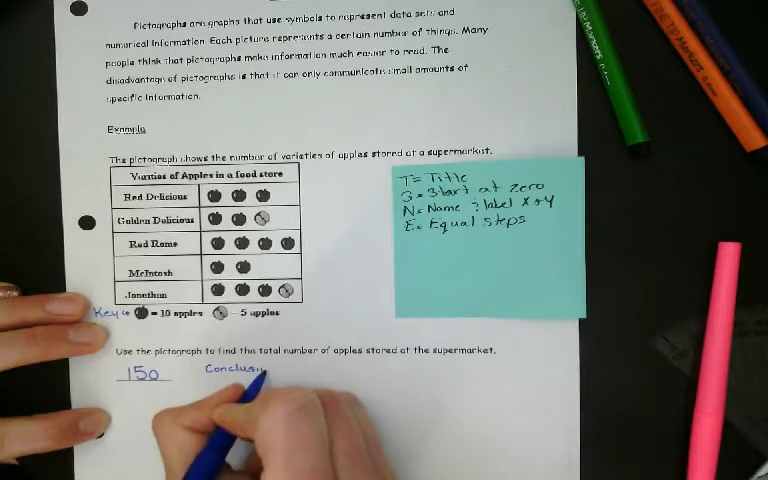 Pictographs are graphs that use symbols to represent data sets and
numerical information. Each picture represents a certain number of things. Many
people think that pictographs make information much easier to read. The
disadvantage of pictographs is that it can only communicate small amounts of
specific information.
Example
The pictograph shows the number of varieties of apples stored at a supermarket.
Varities of Apples in a food store
Red Delicious
Golden Delicious
Red Rome
McIntosh
Jonathan
Key = 10 apples = 5 apples
T= Title
S= Start at zero
N= Name : label X + Y
E= Equal steps
Use the pictograph to find the total number of apples stored at the supermarket.
150 Conclus